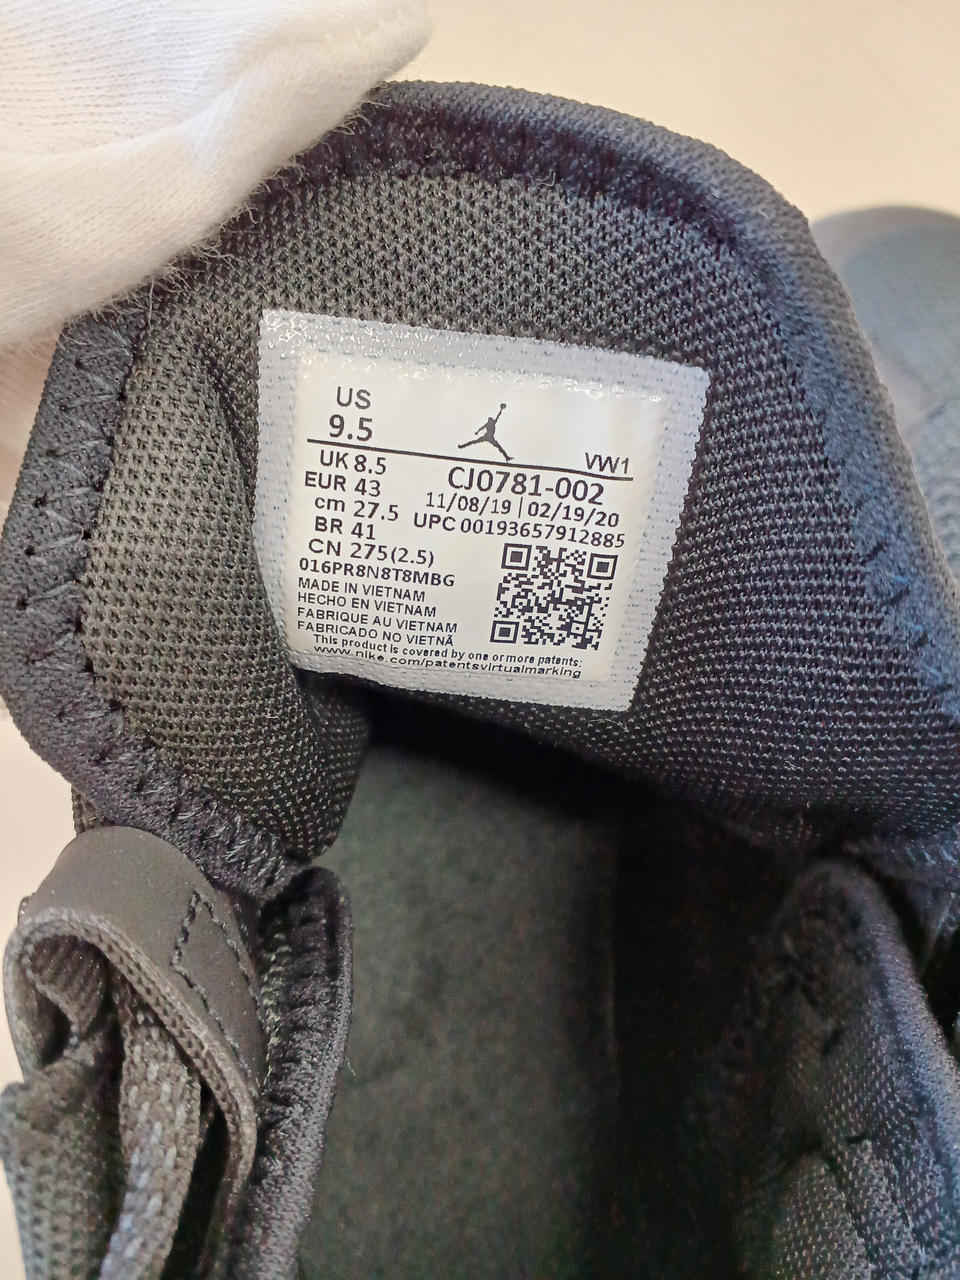 US
9.5
VW1
UK 8.5
EUR 43
cm 27.5
BR 41
CN 275(2.5)
CJ0781-002
11/08/19 | 02/19/20
UPC 00193657912885
016PR8N8T8MBG
MADE IN VIETNAM
HECHO EN VIETNAM
FABRIQUE AU VIETNAM
FABRICADO NO VIETNÃ
This product is covered by one or more patents:
www.nike.com/patentsvirtualmarking